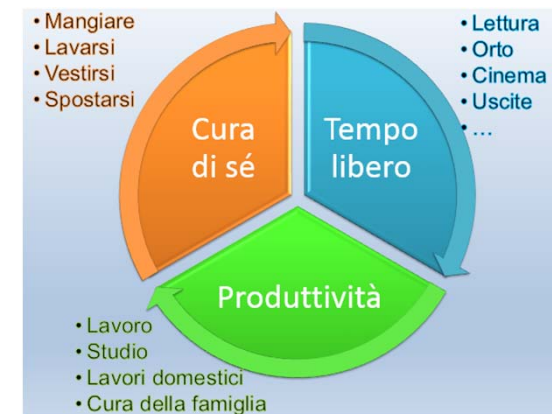 • Mangiare
• Lavarsi
• Vestirsi
• Spostarsi
• Lettura
• Orto
• Cinema
• Uscite
• ...
Cura
di sé
Tempo
libero
Produttività
• Lavoro
• Studio
• Lavori domestici
• Cura della famiglia